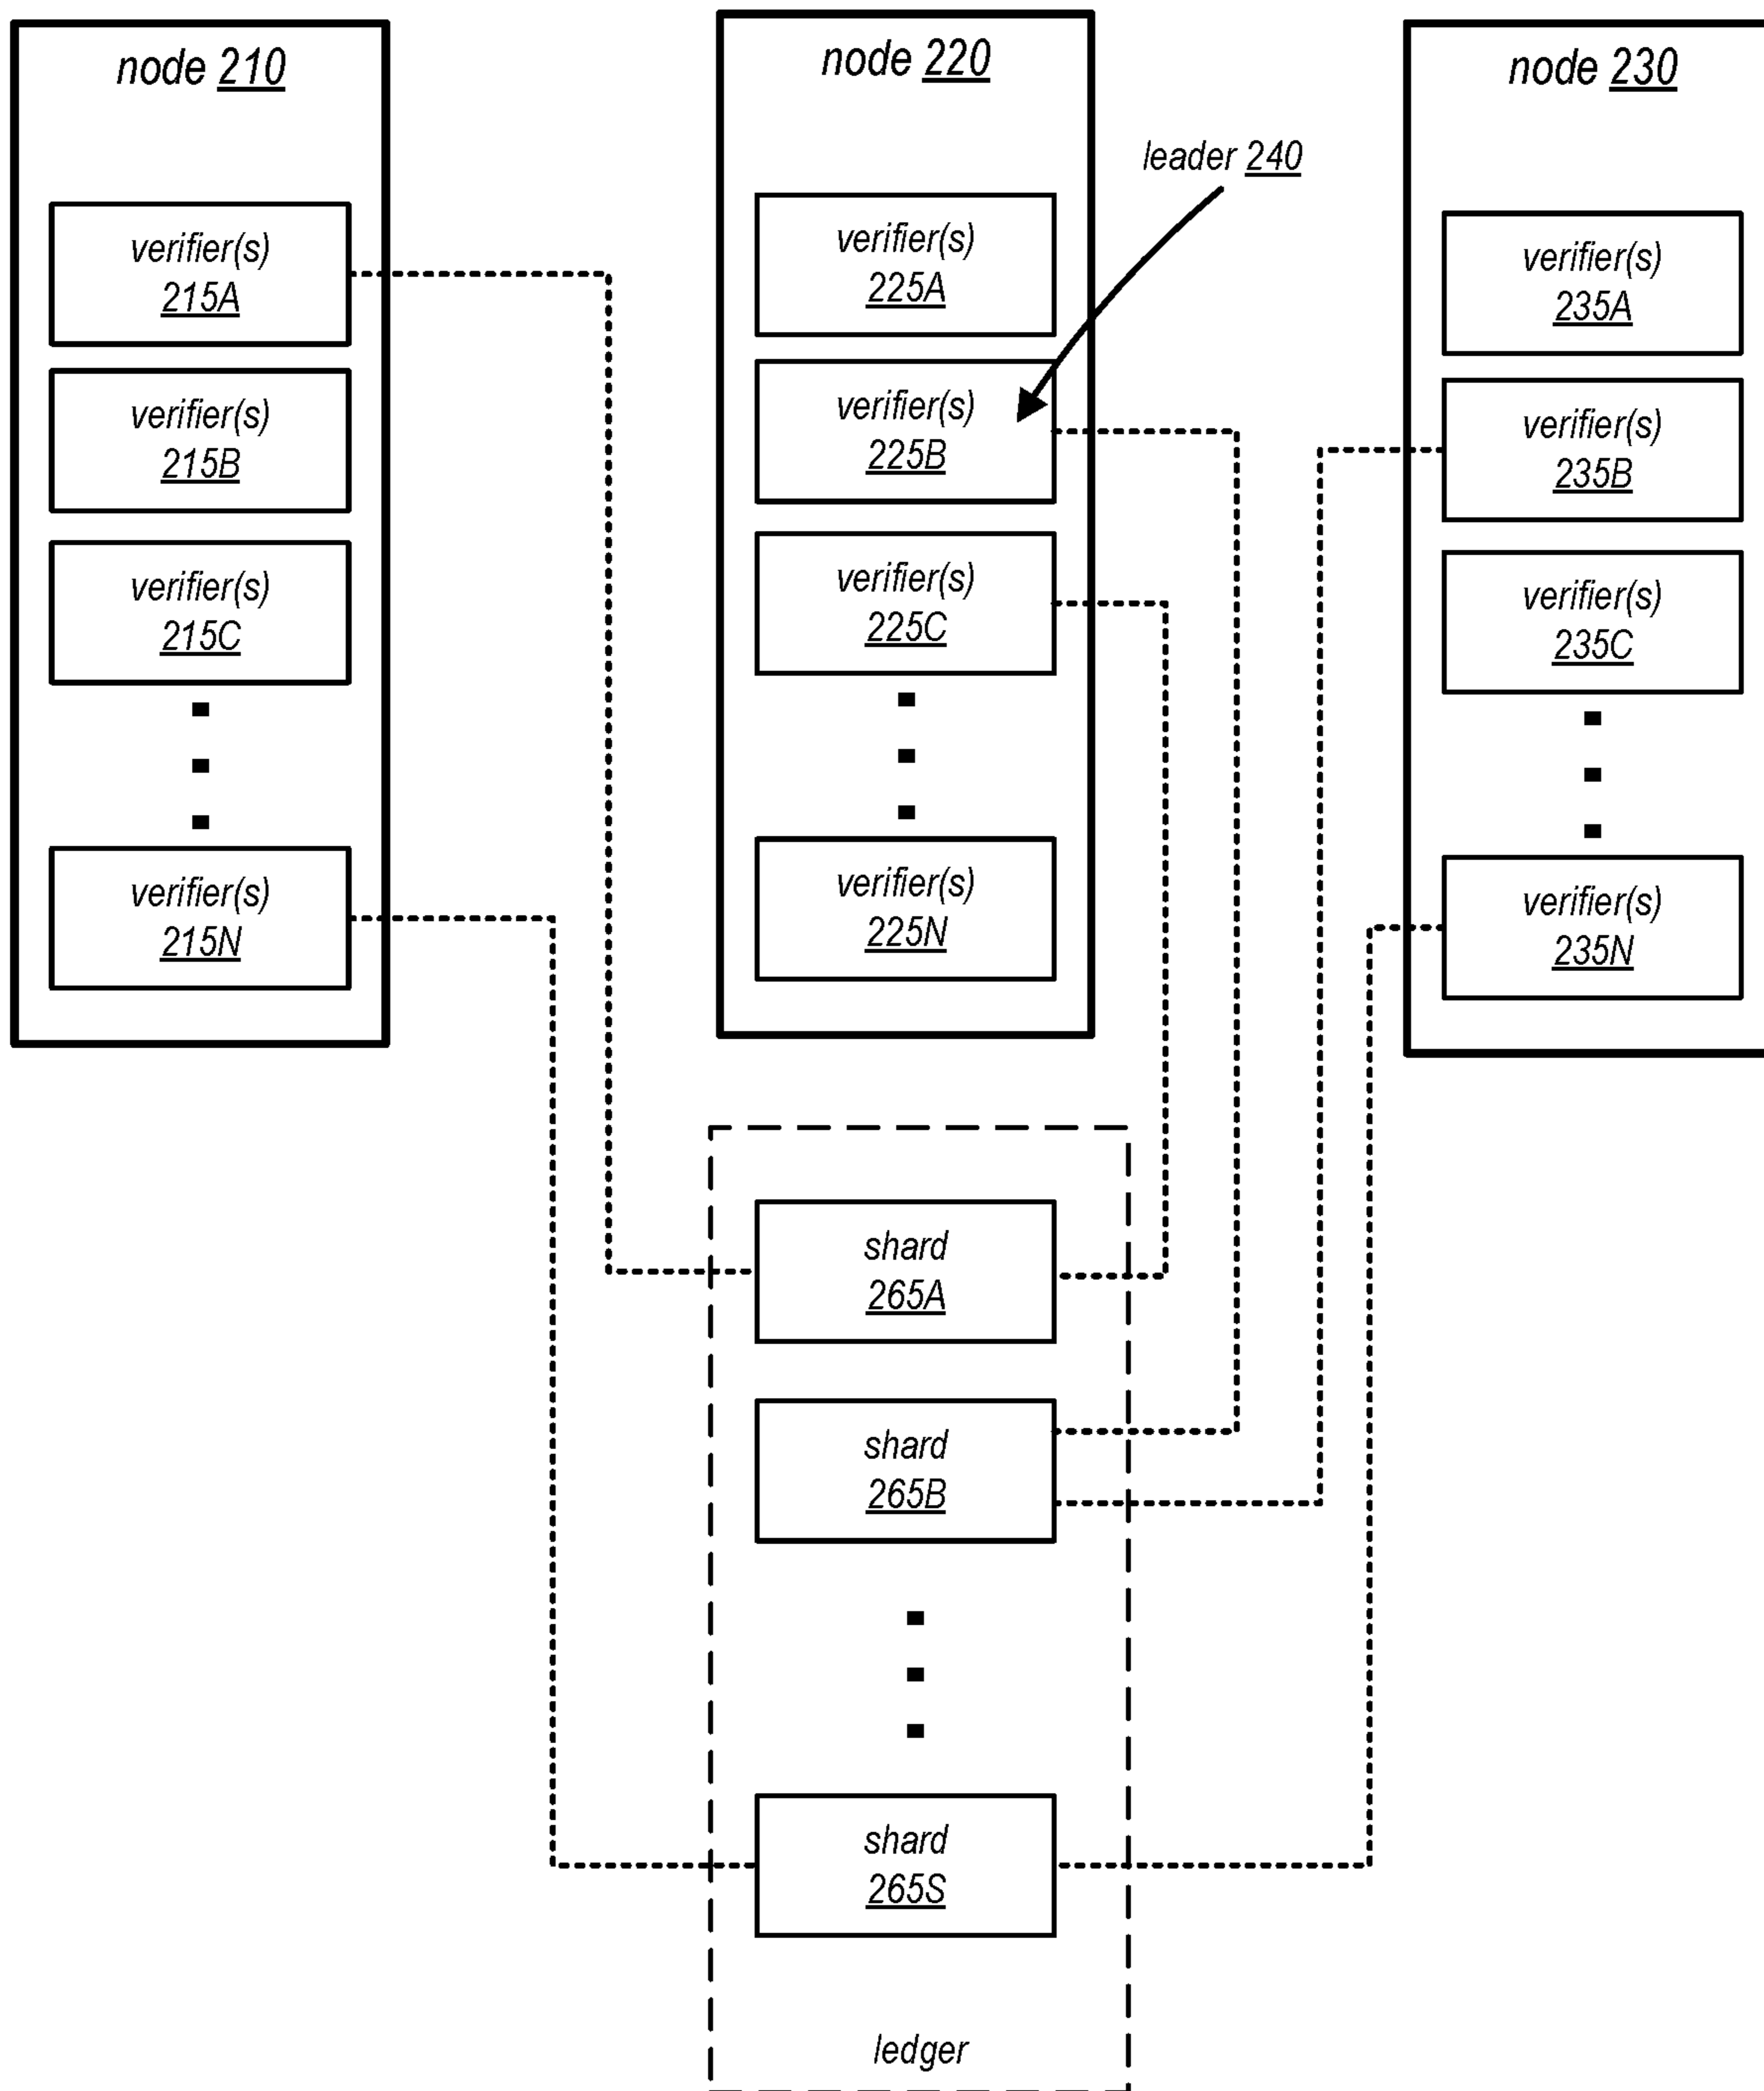 node 210
verifier(s)
215A
verifier(s)
215B
verifier(s)
215C
verifier(s)
215N
node 220
leader 240
verifier(s)
225A
verifier(s)
225B
verifier(s)
225C
verifier(s)
225N
node 230
verifier(s)
235A
verifier(s)
235B
verifier(s)
235C
verifier(s)
235N
shard
265A
shard
265B
shard
265S
ledger